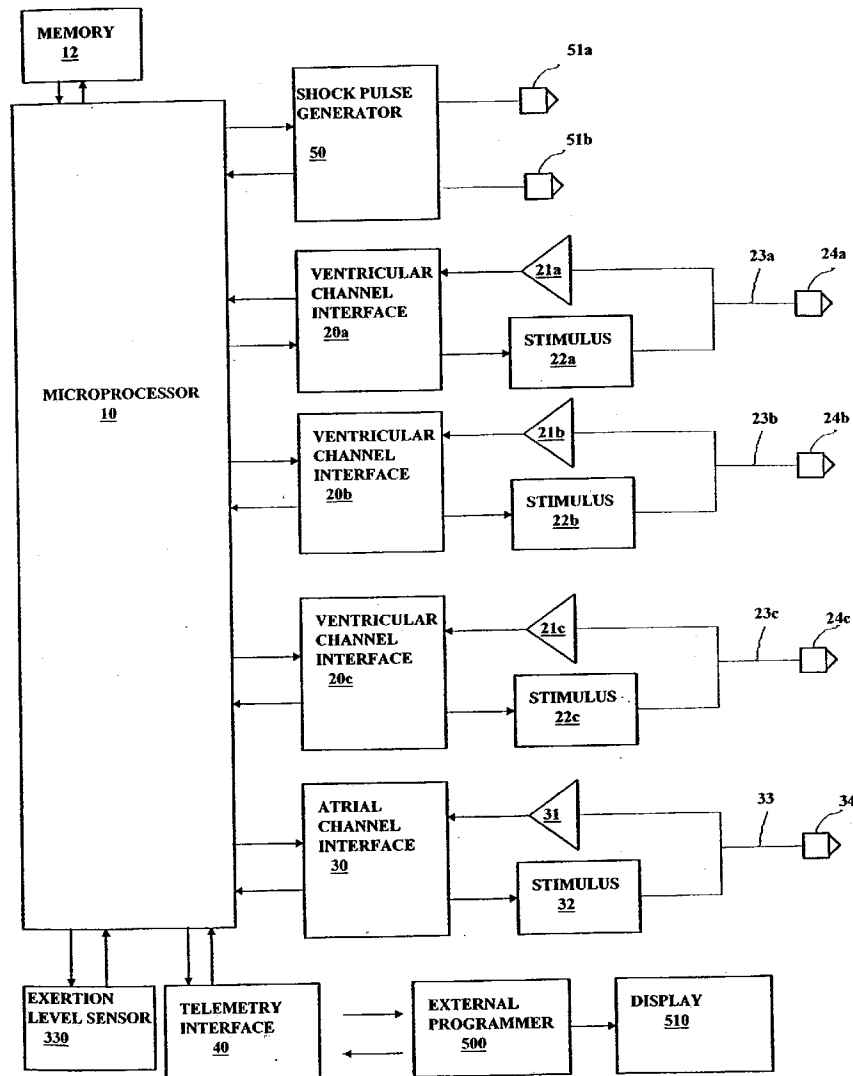 MEMORY
12
51a
SHOCK PULSE
GENERATOR
50
51b
VENTRICULAR
CHANNEL
INTERFACE
20a
21a
STIMULUS
22a
23a
24a
MICROPROCESSOR
10
VENTRICULAR
CHANNEL
INTERFACE
20b
21b
STIMULUS
22b
23b
24b
VENTRICULAR
CHANNEL
INTERFACE
20c
21c
STIMULUS
22c
23c
24c
ATRIAL
CHANNEL
INTERFACE
30
31
STIMULUS
32
33
34
EXERTION
LEVEL SENSOR
330
TELEMETRY
INTERFACE
40
EXTERNAL
PROGRAMMER
500
DISPLAY
510